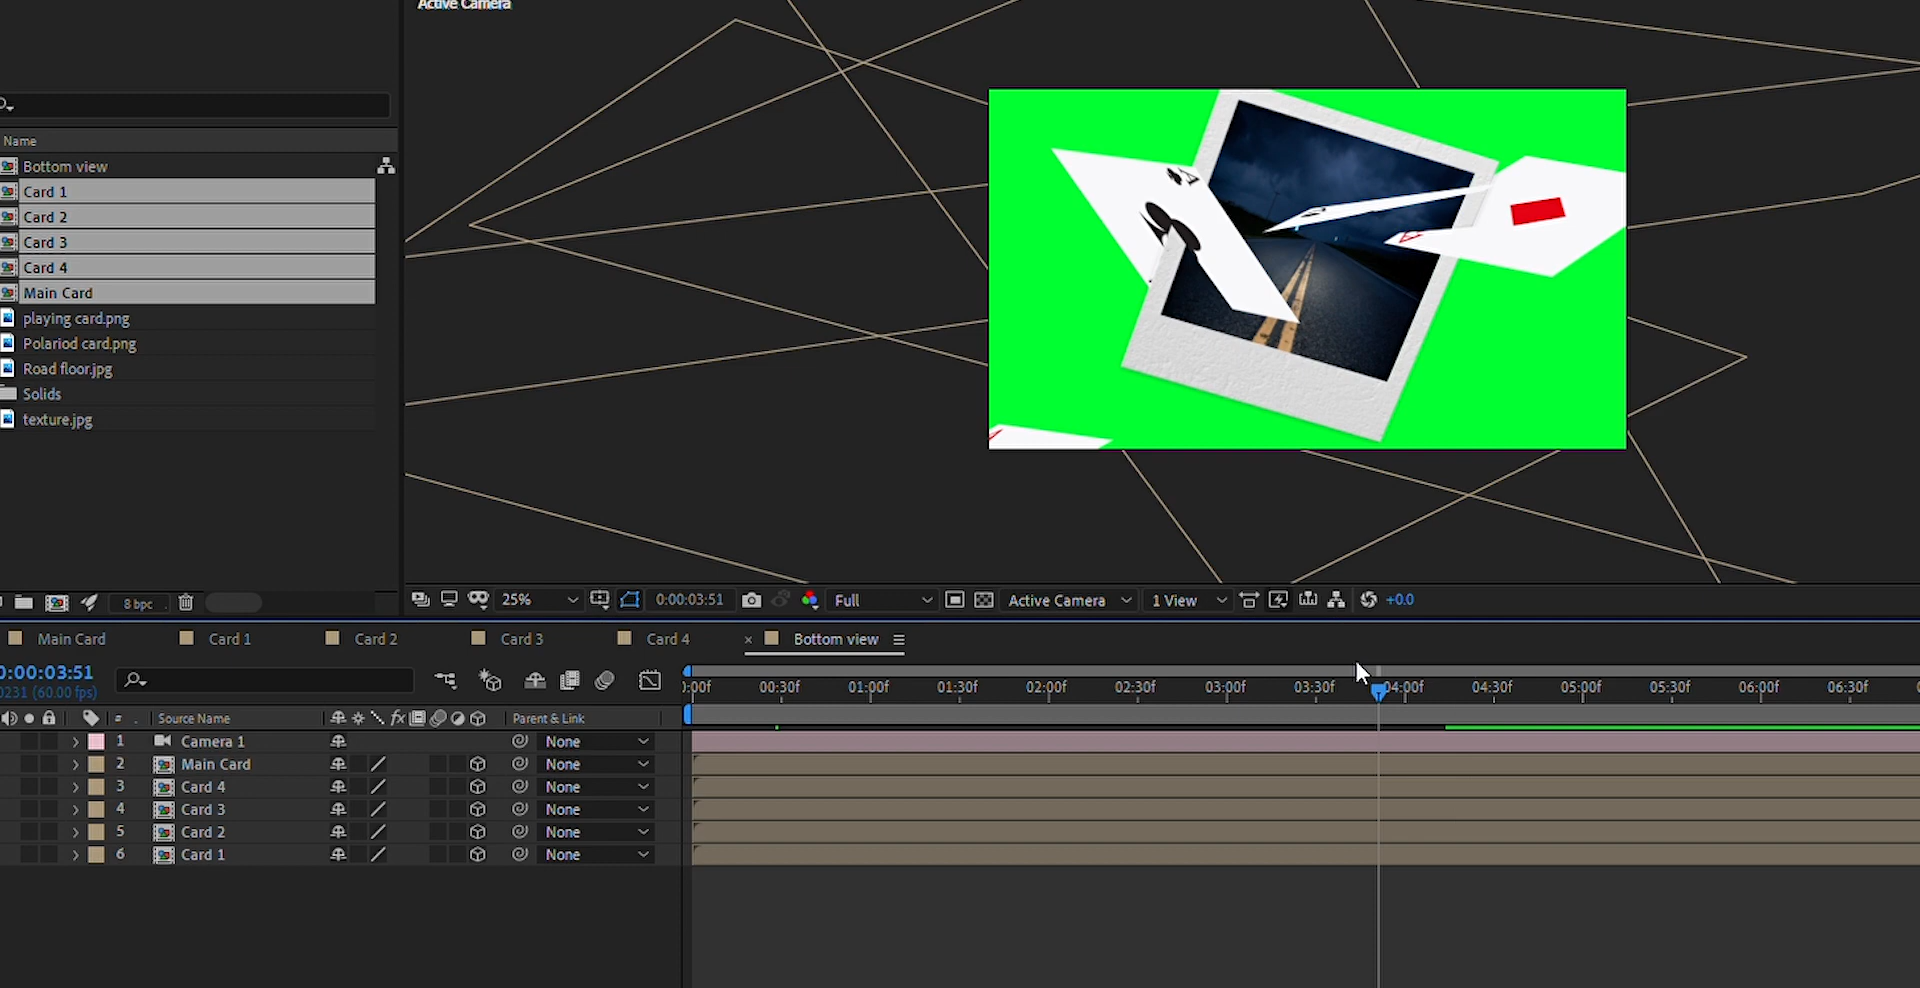 Active Camera
Name
Bottom view
Card 1
Card 2
Card 3
Card 4
Main Card
playing card.png
Polariod card.png
Road floor.jpg
Solids
texture.jpg
8 bpc
25%
0:00:03:51
Full
Active Camera
1 View
+0.0
Main Card
Card 1
Card 2
Card 3
Card 4
× Bottom view
0:00:03:51
0231 (60.00 fps)
):00f 00:30f 01:00f 01:30f 02:00f 02:30f 03:00f 03:30f 04:00f 04:30f 05:00f 05:30f 06:00f 06:30f
# Source Name fx Parent & Link
1 Camera 1 None
2 Main Card None
3 Card 4 None
4 Card 3 None
5 Card 2 None
6 Card 1 None